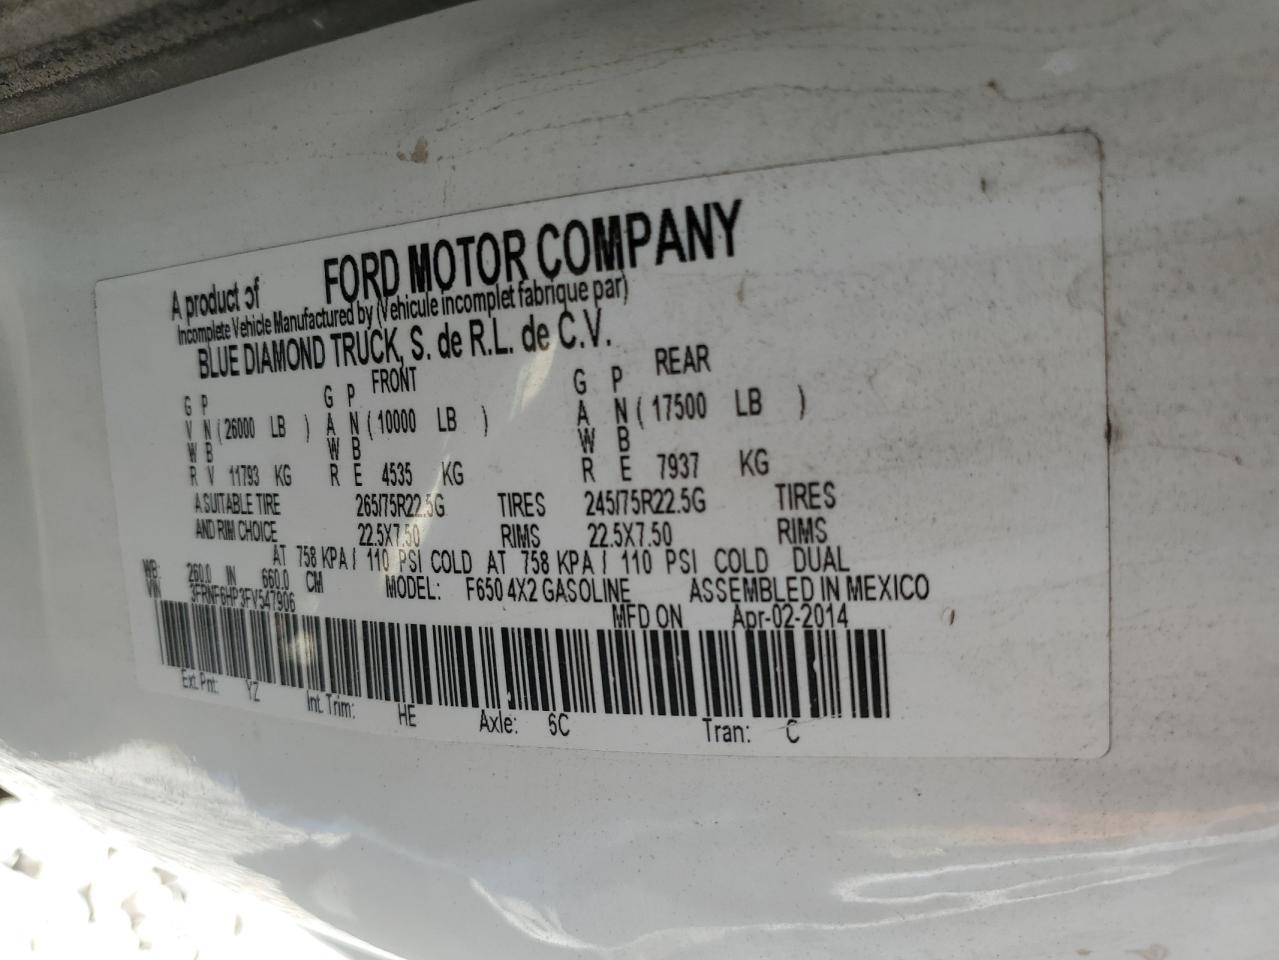 A product of FORD MOTOR COMPANY
Incomplete Vehicle Manufactured by (Vehicule incomplet fabrique par)
BLUE DIAMOND TRUCK, S. de R.L. de C.V.
FRONT REAR
G P G P G P
V N (26000 LB ) A N (10000 LB ) A N (17500 LB )
W B W B W B
R V 11793 KG R E 4535 KG R E 7937 KG
A SUITABLE TIRE 265/75R22.5G TIRES 245/75R22.5G TIRES
AND RIM CHOICE 22.5X7.50 RIMS 22.5X7.50 RIMS
AT 758 KPA / 110 PSI COLD AT 758 KPA / 110 PSI COLD DUAL
WB: 260.0 IN 660.0 CM MODEL: F650 4X2 GASOLINE ASSEMBLED IN MEXICO
VIN 3FRNF6HP3FV547906 MFD ON Apr-02-2014
Ext. Pnt: YZ Int. Trim: HE Axle: 6C Tran: C